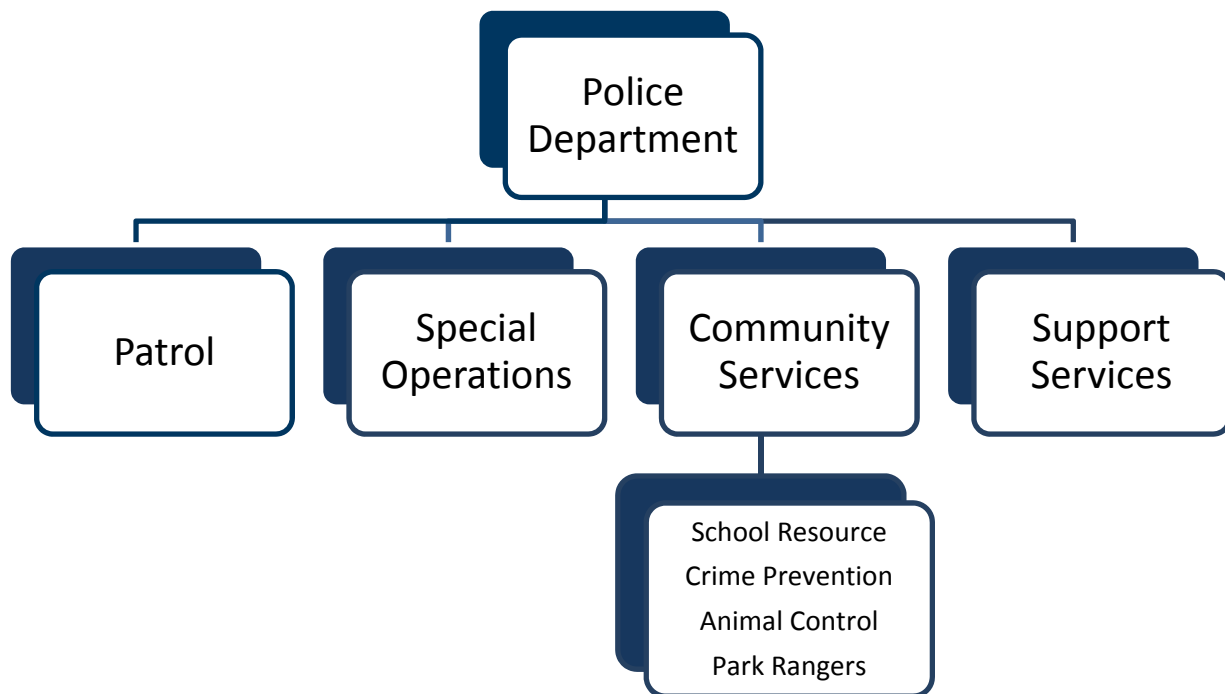 Police
Department
Patrol
Special
Operations
Community
Services
Support
Services
School Resource
Crime Prevention
Animal Control
Park Rangers